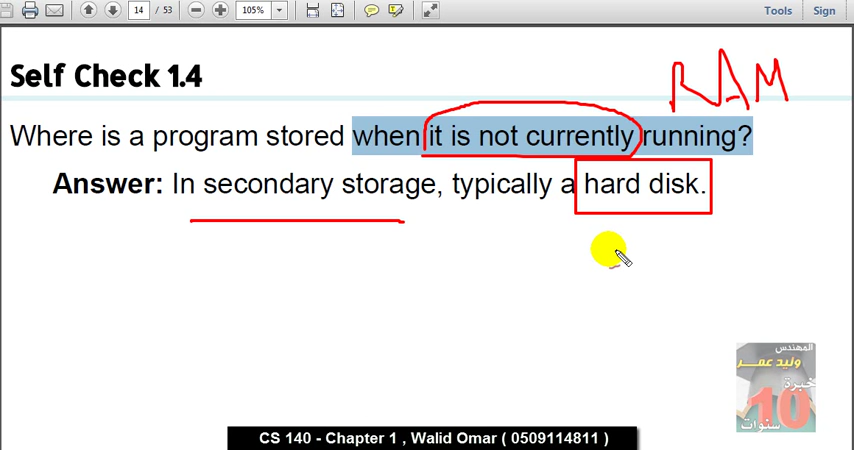 14 / 53 105% Tools Sign
Self Check 1.4
RAM
Where is a program stored when it is not currently running?
Answer: In secondary storage, typically a hard disk.
المهندس
وليد عمر
خبرة
10
سنوات
CS 140 - Chapter 1 , Walid Omar ( 0509114811 )